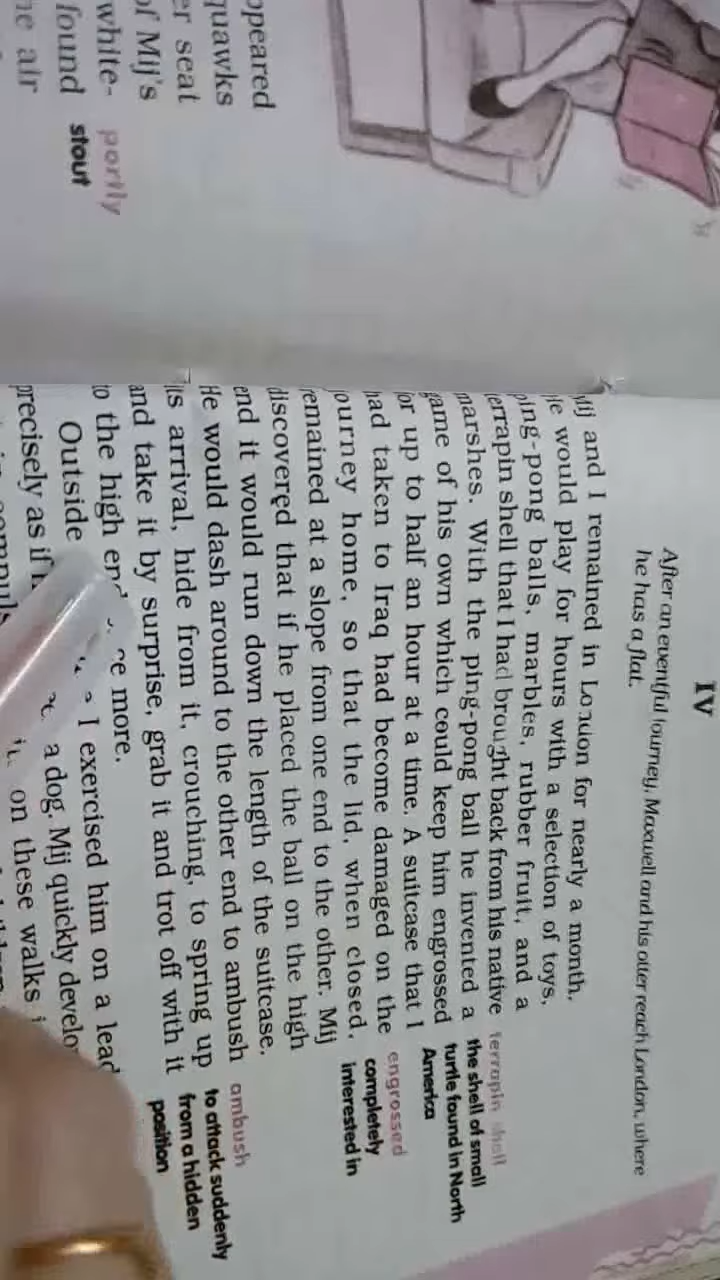 ppeared
quawks
er seat
of Mij's
white-
found
he air
portly
stout
IV
After an eventful journey, Maxwell and his otter reach London, where
he has a flat.
Mij and I remained in London for nearly a month.
He would play for hours with a selection of toys,
ping-pong balls, marbles, rubber fruit, and a
terrapin shell that I had brought back from his native
marshes. With the ping-pong ball he invented a
game of his own which could keep him engrossed
for up to half an hour at a time. A suitcase that I
had taken to Iraq had become damaged on the
journey home, so that the lid, when closed,
remained at a slope from one end to the other. Mij
discovered that if he placed the ball on the high
end it would run down the length of the suitcase.
He would dash around to the other end to ambush
its arrival, hide from it, crouching, to spring up
and take it by surprise, grab it and trot off with it
to the high end more.
Outside I exercised him on a lead
precisely as if a dog. Mij quickly develo
on these walks
terrapin shell
the shell of small
turtle found in North
America
engrossed
completely
interested in
ambush
to attack suddenly
from a hidden
position